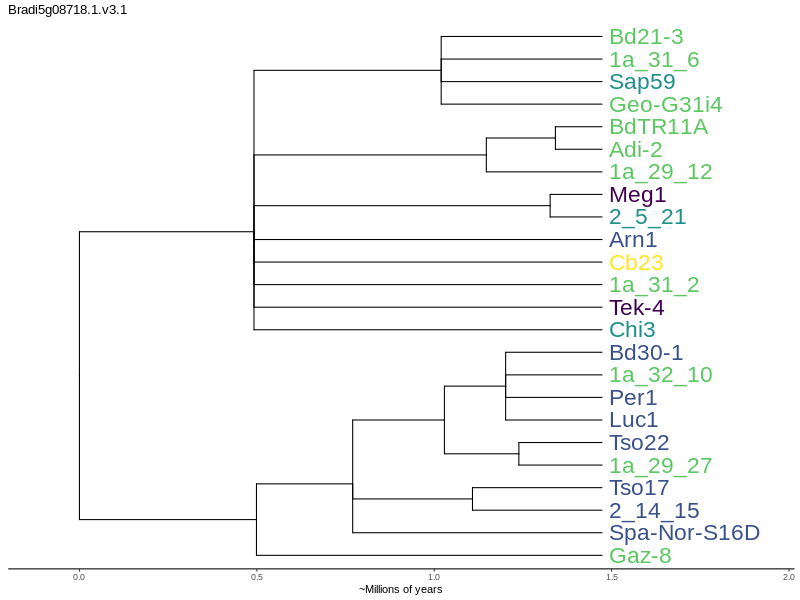 Bradi5g08718.1.v3.1
Bd21-3
1a_31_6
Sap59
Geo-G31i4
BdTR11A
Adi-2
1a_29_12
Meg1
2_5_21
Arn1
Cb23
1a_31_2
Tek-4
Chi3
Bd30-1
1a_32_10
Per1
Luc1
Tso22
1a_29_27
Tso17
2_14_15
Spa-Nor-S16D
Gaz-8
0.0 0.5 1.0 1.5 2.0
~Millions of years